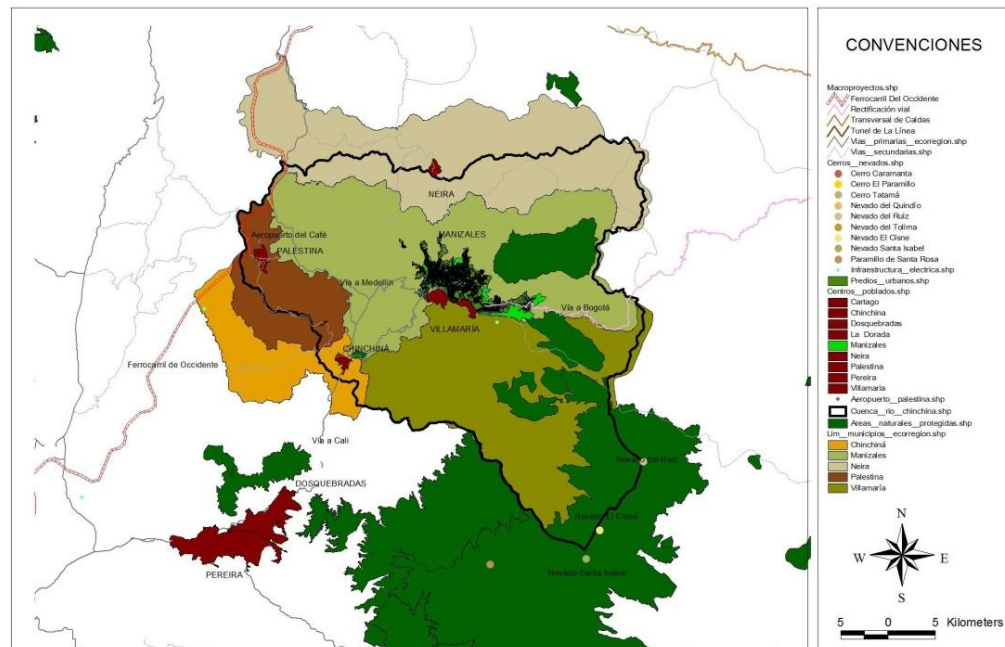 NEIRA
MANIZALES
Aeropuerto del Café
PALESTINA
Vía a Medellín
Vía a Bogotá
VILLAMARÍA
CHINCHINÁ
Ferrocarril de Occidente
Vía a Cali
Nevado del Ruiz
DOSQUEBRADAS
Nevado El Cisne
Nevado Santa Isabel
PEREIRA
CONVENCIONES
Macroproyectos.shp
Ferrocarril Del Occidente
Rectificación vial
Transversal de Caldas
Tunel de La Línea
Vías__primarias__ecorregion.shp
Vías__secundarias.shp
Cerros__nevados.shp
Cerro Caramanta
Cerro El Paramillo
Cerro Tatamá
Nevado del Quindío
Nevado del Ruiz
Nevado del Tolima
Nevado El Cisne
Nevado Santa Isabel
Paramillo de Santa Rosa
Infraestructura__electrica.shp
Predios__urbanos.shp
Centros__poblados.shp
Cartago
Chinchina
Dosquebradas
La Dorada
Manizales
Neira
Palestina
Pereira
Villamaria
Aeropuerto__palestina.shp
Cuenca__río__chinchina.shp
Areas__naturales__protegidas.shp
Lim__municipios__ecorregion.shp
Chinchiná
Manizales
Neira
Palestina
Villamaría
N
W E
S
5 0 5 Kilometers